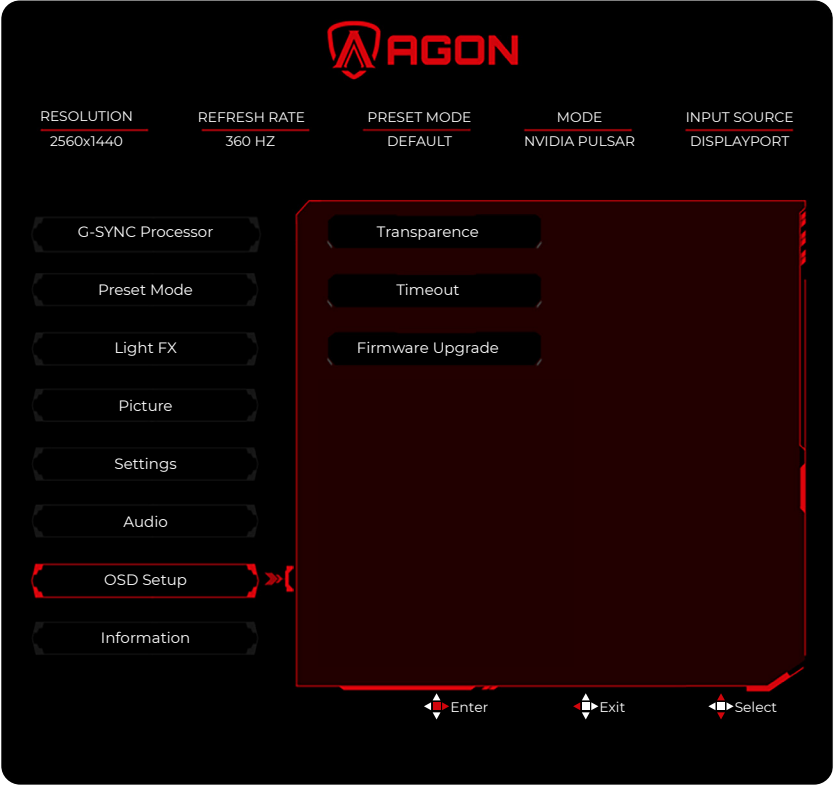 AGON
RESOLUTION
2560x1440
REFRESH RATE
360 HZ
PRESET MODE
DEFAULT
MODE
NVIDIA PULSAR
INPUT SOURCE
DISPLAYPORT
G-SYNC Processor
Preset Mode
Light FX
Picture
Settings
Audio
OSD Setup
Information
Transparence
Timeout
Firmware Upgrade
Enter
Exit
Select